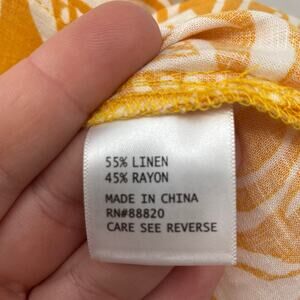 55% LINEN
45% RAYON
MADE IN CHINA
RN#88820
CARE SEE REVERSE